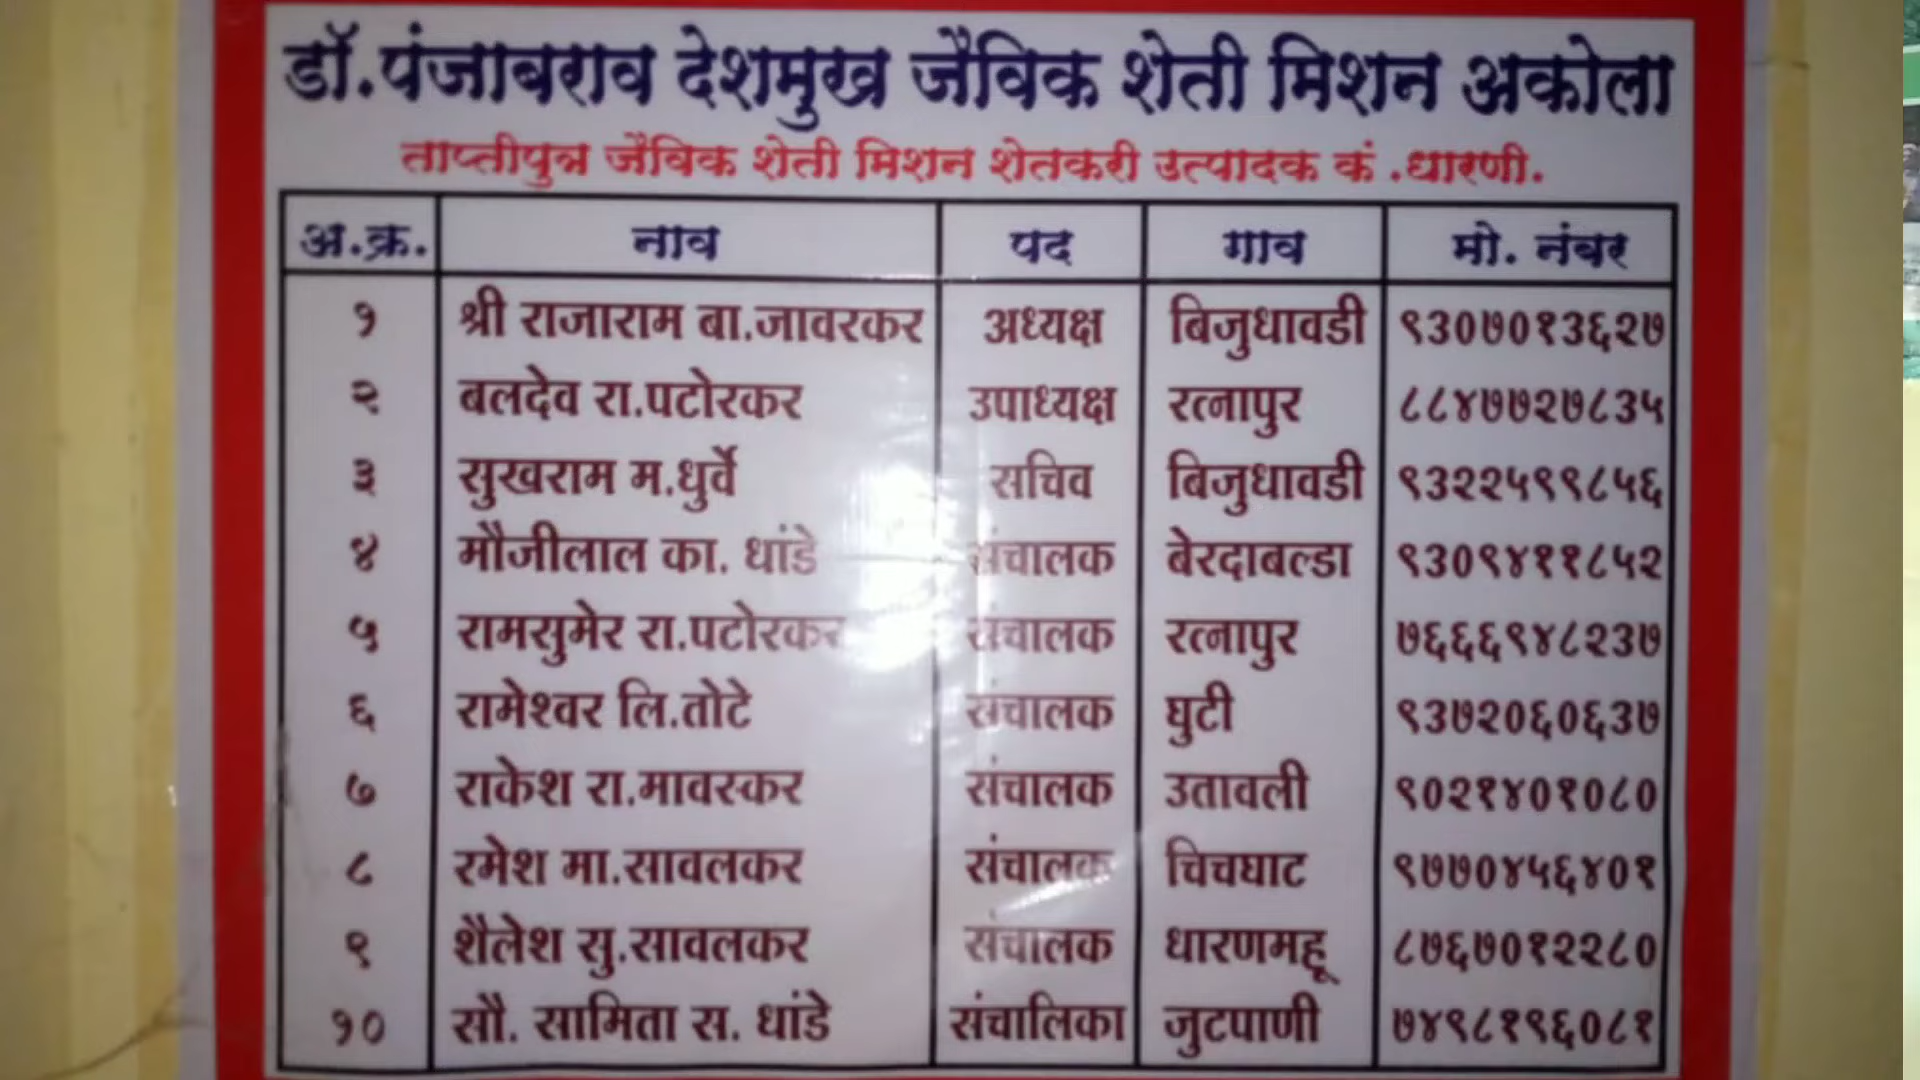 डॉ.पंजाबराव देशमुख जैविक शेती मिशन अकोला
ताप्तीपुत्र जैविक शेती मिशन शेतकरी उत्पादक कं .धारणी.
अ.क्र. नाव पद गाव मो. नंबर
१ श्री राजाराम बा.जावरकर अध्यक्ष बिजुधावडी ९३०७०१३६२७
२ बलदेव रा.पटोरकर उपाध्यक्ष रत्नापुर ८८४७७२७८३५
३ सुखराम म.धुर्वे सचिव बिजुधावडी ९३२२५९९८५६
४ मौजीलाल का. धांडे संचालक बेरदाबल्डा ९३०९४११८५२
५ रामसुमेर रा.पटोरकर संचालक रत्नापुर ७६६६९४८२३७
६ रामेश्वर लि.तोटे संचालक घुटी ९३७२०६०६३७
७ राकेश रा.मावस्कर संचालक उतावली ९०२१४०१०८०
८ रमेश मा.सावलकर संचालक चिचघाट ९७७०४५६४०१
९ शैलेश सु.सावलकर संचालक धारणमहू ८७६७०१२२८०
१० सौ. सामिता स. धांडे संचालिका जुटपाणी ७४९८१९६०८१